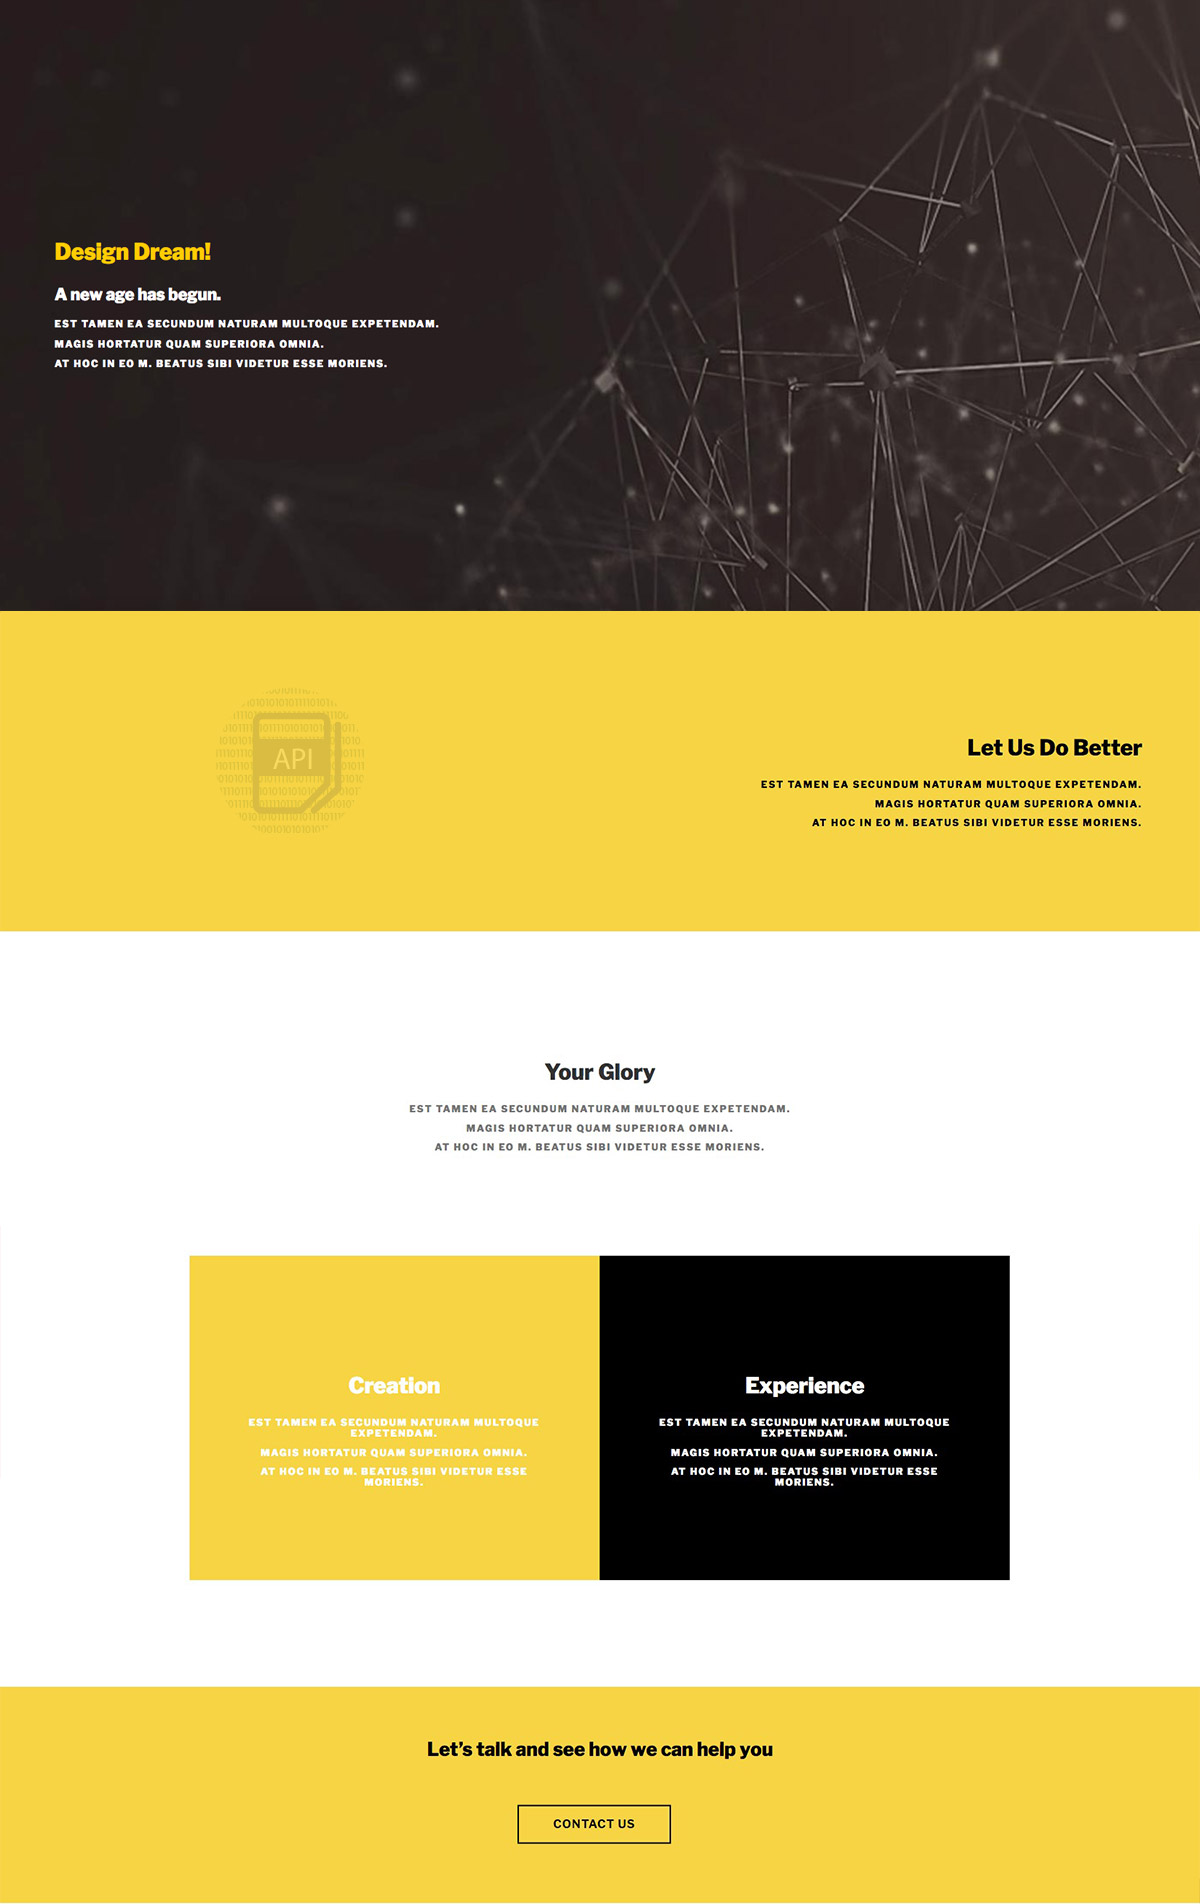 Design Dream!
A new age has begun.
EST TAMEN EA SECUNDUM NATURAM MULTOQUE EXPETENDAM.
MAGIS HORTATUR QUAM SUPERIORA OMNIA.
AT HOC IN EO M. BEATUS SIBI VIDETUR ESSE MORIENS.
API
Let Us Do Better
EST TAMEN EA SECUNDUM NATURAM MULTOQUE EXPETENDAM.
MAGIS HORTATUR QUAM SUPERIORA OMNIA.
AT HOC IN EO M. BEATUS SIBI VIDETUR ESSE MORIENS.
Your Glory
EST TAMEN EA SECUNDUM NATURAM MULTOQUE EXPETENDAM.
MAGIS HORTATUR QUAM SUPERIORA OMNIA.
AT HOC IN EO M. BEATUS SIBI VIDETUR ESSE MORIENS.
Creation
EST TAMEN EA SECUNDUM NATURAM MULTOQUE
EXPETENDAM.
MAGIS HORTATUR QUAM SUPERIORA OMNIA.
AT HOC IN EO M. BEATUS SIBI VIDETUR ESSE
MORIENS.
Experience
EST TAMEN EA SECUNDUM NATURAM MULTOQUE
EXPETENDAM.
MAGIS HORTATUR QUAM SUPERIORA OMNIA.
AT HOC IN EO M. BEATUS SIBI VIDETUR ESSE
MORIENS.
Let’s talk and see how we can help you
CONTACT US